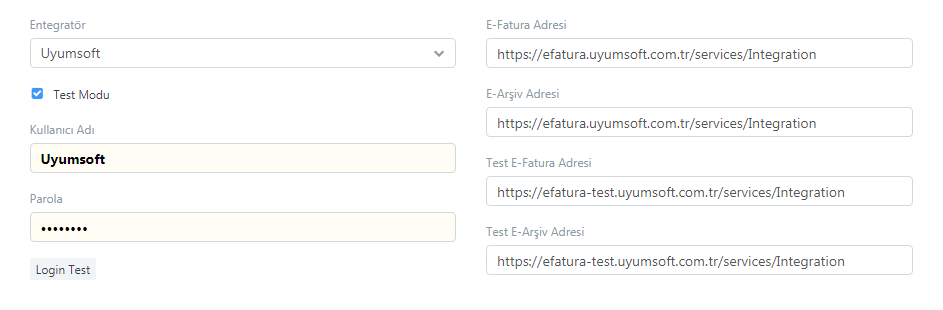 Entegratör
Uyumsoft
Test Modu
Kullanıcı Adı
Uyumsoft
Parola
••••••••
Login Test
E-Fatura Adresi
https://efatura.uyumsoft.com.tr/services/Integration
E-Arşiv Adresi
https://efatura.uyumsoft.com.tr/services/Integration
Test E-Fatura Adresi
https://efatura-test.uyumsoft.com.tr/services/Integration
Test E-Arşiv Adresi
https://efatura-test.uyumsoft.com.tr/services/Integration